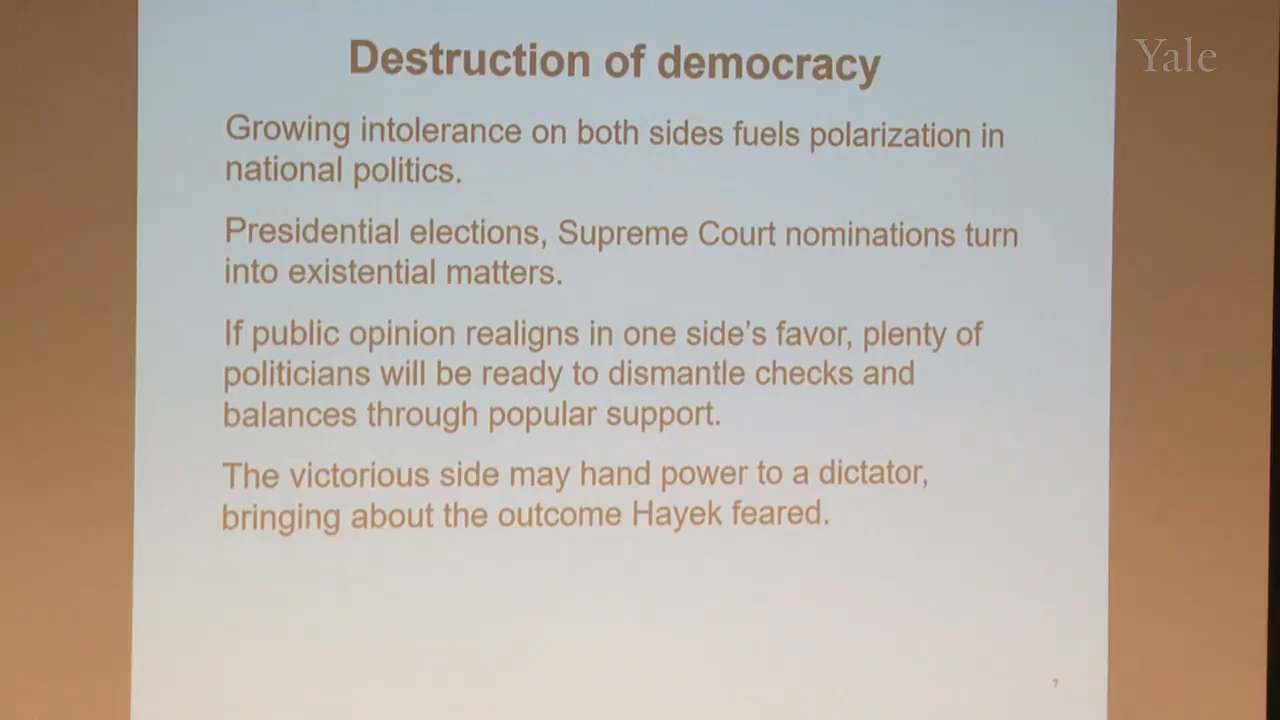 Destruction of democracy
Yale
Growing intolerance on both sides fuels polarization in
national politics.
Presidential elections, Supreme Court nominations turn
into existential matters.
If public opinion realigns in one side's favor, plenty of
politicians will be ready to dismantle checks and
balances through popular support.
The victorious side may hand power to a dictator,
bringing about the outcome Hayek feared.
7